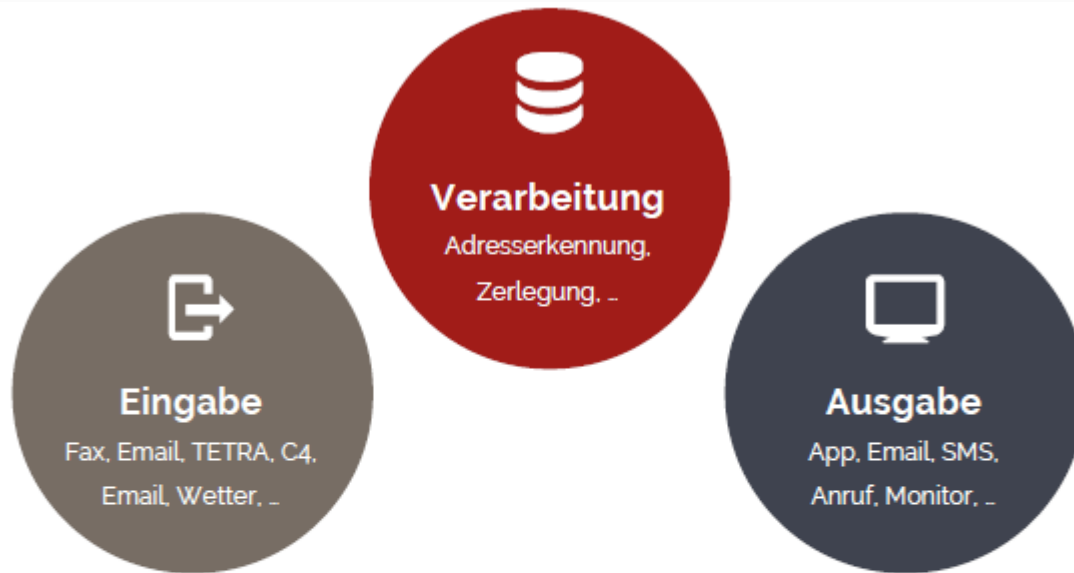 Verarbeitung
Adresserkennung,
Zerlegung, ...
Eingabe
Fax, Email, TETRA, C4,
Email, Wetter, ...
Ausgabe
App, Email, SMS,
Anruf, Monitor, ...